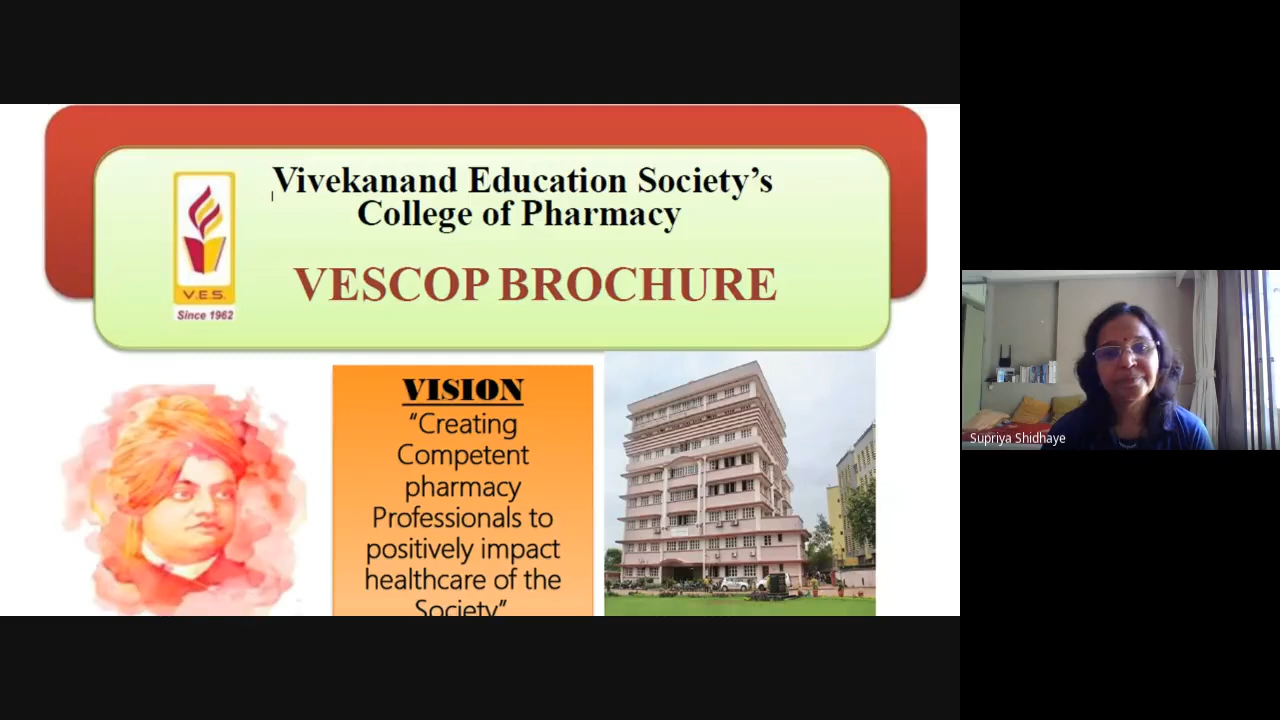 Vivekanand Education Society’s
College of Pharmacy
VESCOP BROCHURE
V.E.S.
Since 1962
VISION
“Creating
Competent
pharmacy
Professionals to
positively impact
healthcare of the
Society”
Supriya Shidhaye